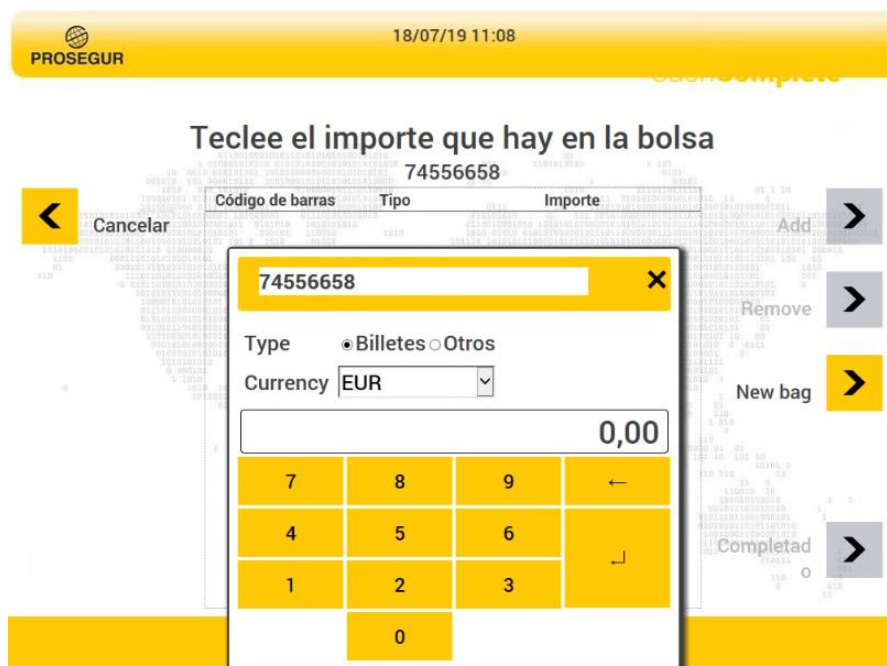 PROSEGUR
18/07/19 11:08
CashComplete
Teclee el importe que hay en la bolsa
74556658
Código de barras Tipo Importe
Cancelar
Add
74556658 ×
Remove
Type Billetes Otros
Currency EUR
New bag
0,00
7 8 9 ←
4 5 6
Completad
o
1 2 3
0